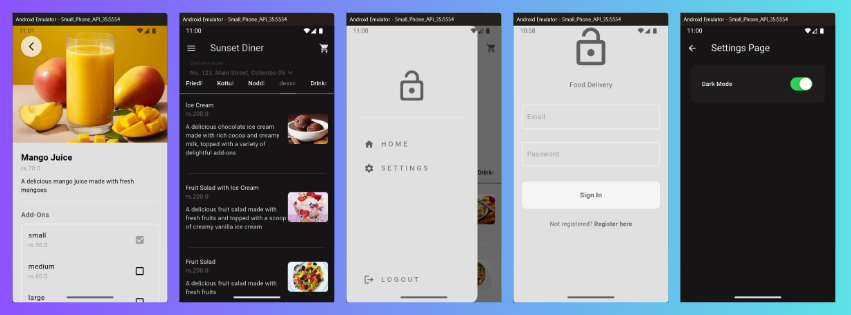 Android Emulator - Small_Phone_API_35:5554
11:01
Mango Juice
rs.20.0
A delicious mango juice made with fresh
mangoes
Add-Ons
small
rs.50.0
medium
rs.60.0
large
Android Emulator - Small_Phone_API_35:5554
11:00
Sunset Diner
Deliver now
No. 123, Main Street, Colombo 05
FriedR
Kottu
Noodl
desse
Drinks
Ice Cream
rs.200.0
A delicious chocolate ice cream
made with rich cocoa and creamy
milk, topped with a variety of
delightful add-ons
Fruit Salad with Ice Cream
rs.200.0
A delicious fruit salad made with
fresh fruits and topped with a scoop
of creamy vanilla ice cream
Fruit Salad
rs.200.0
A delicious fruit salad made with
fresh fruits
Android Emulator - Small_Phone_API_35:5554
11:00
HOME
SETTINGS
LOGOUT
Drinks
Android Emulator - Small_Phone_API_35:5554
10:58
Food Delivery
Email
Password
Sign In
Not registered? Register here
Android Emulator - Small_Phone_API_35:5554
11:00
Settings Page
Dark Mode